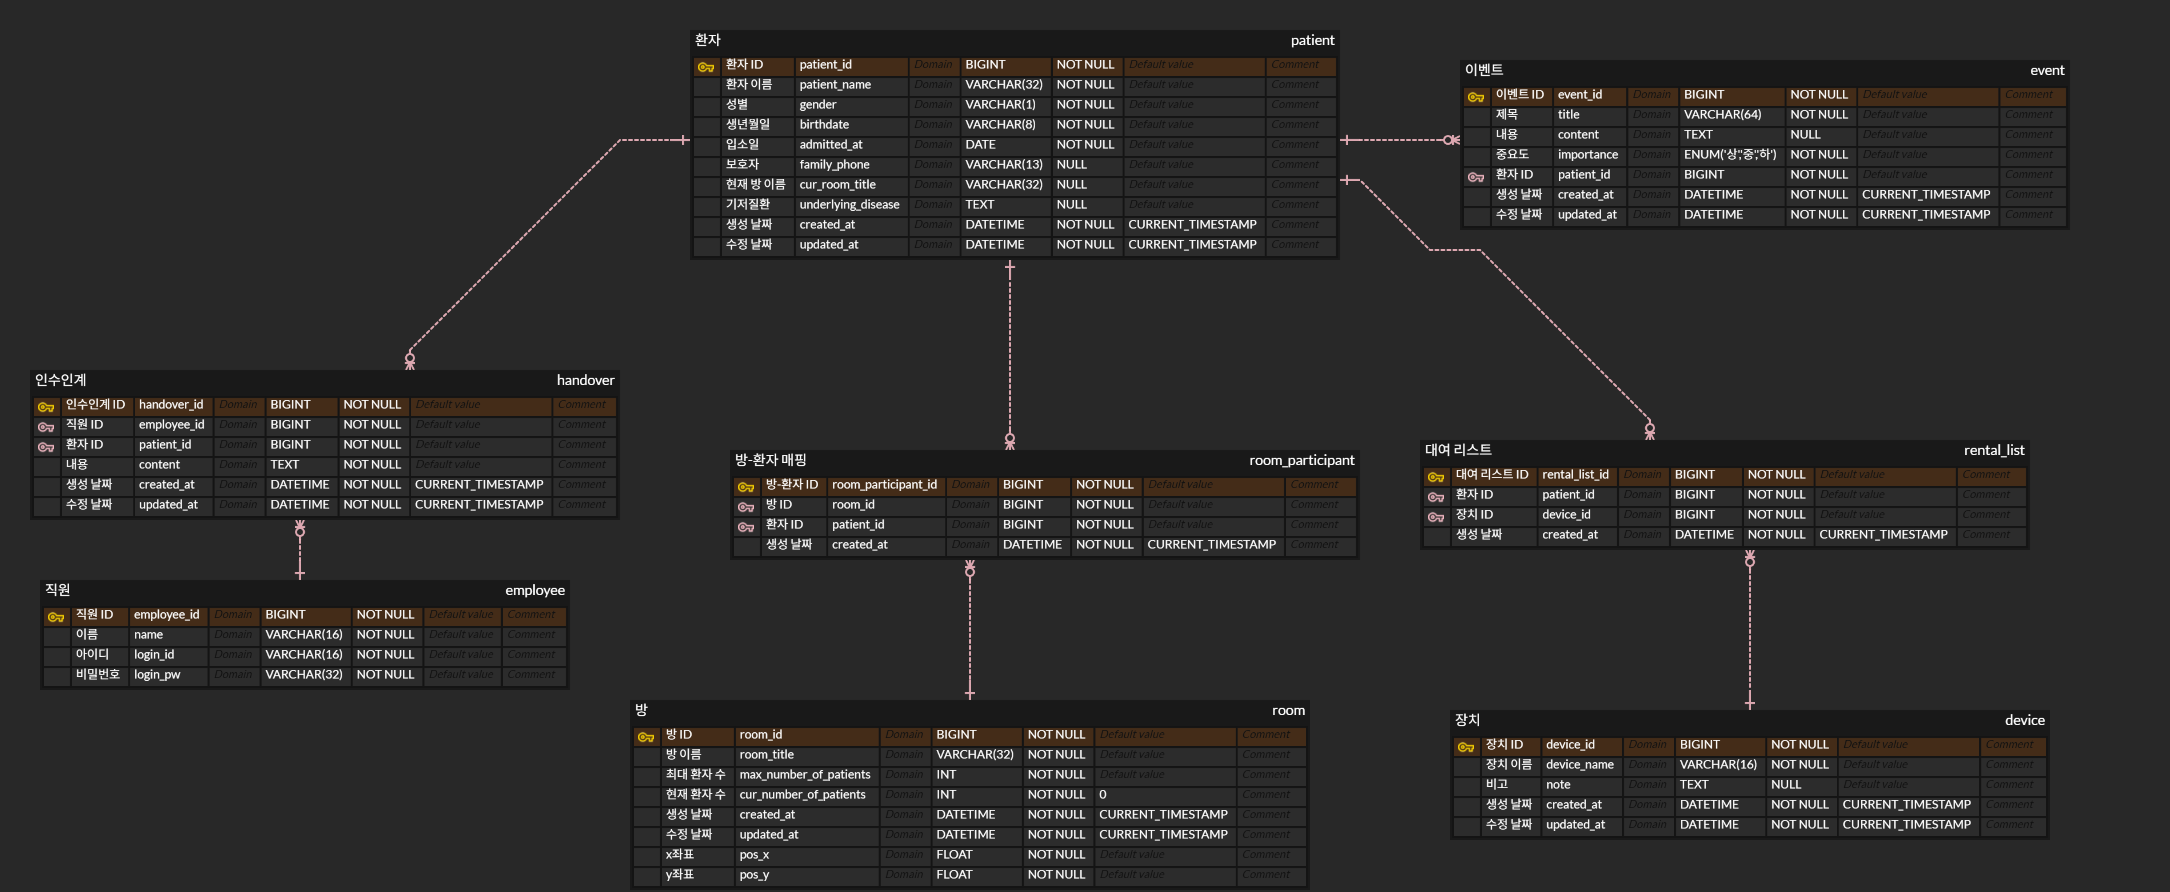 환자 patient
환자 ID patient_id Domain BIGINT NOT NULL Default value Comment
환자 이름 patient_name Domain VARCHAR(32) NOT NULL Default value Comment
성별 gender Domain VARCHAR(1) NOT NULL Default value Comment
생년월일 birthdate Domain VARCHAR(8) NOT NULL Default value Comment
입소일 admitted_at Domain DATE NOT NULL Default value Comment
보호자 family_phone Domain VARCHAR(13) NULL Default value Comment
현재 방 이름 cur_room_title Domain VARCHAR(32) NULL Default value Comment
기저질환 underlying_disease Domain TEXT NULL Default value Comment
생성 날짜 created_at Domain DATETIME NOT NULL CURRENT_TIMESTAMP Comment
수정 날짜 updated_at Domain DATETIME NOT NULL CURRENT_TIMESTAMP Comment
이벤트 event
이벤트 ID event_id Domain BIGINT NOT NULL Default value Comment
제목 title Domain VARCHAR(64) NOT NULL Default value Comment
내용 content Domain TEXT NULL Default value Comment
중요도 importance Domain ENUM('상','중','하') NOT NULL Default value Comment
환자 ID patient_id Domain BIGINT NOT NULL Default value Comment
생성 날짜 created_at Domain DATETIME NOT NULL CURRENT_TIMESTAMP Comment
수정 날짜 updated_at Domain DATETIME NOT NULL CURRENT_TIMESTAMP Comment
인수인계 handover
인수인계 ID handover_id Domain BIGINT NOT NULL Default value Comment
직원 ID employee_id Domain BIGINT NOT NULL Default value Comment
환자 ID patient_id Domain BIGINT NOT NULL Default value Comment
내용 content Domain TEXT NOT NULL Default value Comment
생성 날짜 created_at Domain DATETIME NOT NULL CURRENT_TIMESTAMP Comment
수정 날짜 updated_at Domain DATETIME NOT NULL CURRENT_TIMESTAMP Comment
방-환자 매핑 room_participant
방-환자 ID room_participant_id Domain BIGINT NOT NULL Default value Comment
방 ID room_id Domain BIGINT NOT NULL Default value Comment
환자 ID patient_id Domain BIGINT NOT NULL Default value Comment
생성 날짜 created_at Domain DATETIME NOT NULL CURRENT_TIMESTAMP Comment
대여 리스트 rental_list
대여 리스트 ID rental_list_id Domain BIGINT NOT NULL Default value Comment
환자 ID patient_id Domain BIGINT NOT NULL Default value Comment
장치 ID device_id Domain BIGINT NOT NULL Default value Comment
생성 날짜 created_at Domain DATETIME NOT NULL CURRENT_TIMESTAMP Comment
직원 employee
직원 ID employee_id Domain BIGINT NOT NULL Default value Comment
이름 name Domain VARCHAR(16) NOT NULL Default value Comment
아이디 login_id Domain VARCHAR(16) NOT NULL Default value Comment
비밀번호 login_pw Domain VARCHAR(32) NOT NULL Default value Comment
방 room
방 ID room_id Domain BIGINT NOT NULL Default value Comment
방 이름 room_title Domain VARCHAR(32) NOT NULL Default value Comment
최대 환자 수 max_number_of_patients Domain INT NOT NULL Default value Comment
현재 환자 수 cur_number_of_patients Domain INT NOT NULL 0 Comment
생성 날짜 created_at Domain DATETIME NOT NULL CURRENT_TIMESTAMP Comment
수정 날짜 updated_at Domain DATETIME NOT NULL CURRENT_TIMESTAMP Comment
x좌표 pos_x Domain FLOAT NOT NULL Default value Comment
y좌표 pos_y Domain FLOAT NOT NULL Default value Comment
장치 device
장치 ID device_id Domain BIGINT NOT NULL Default value Comment
장치 이름 device_name Domain VARCHAR(16) NOT NULL Default value Comment
비고 note Domain TEXT NULL Default value Comment
생성 날짜 created_at Domain DATETIME NOT NULL CURRENT_TIMESTAMP Comment
수정 날짜 updated_at Domain DATETIME NOT NULL CURRENT_TIMESTAMP Comment